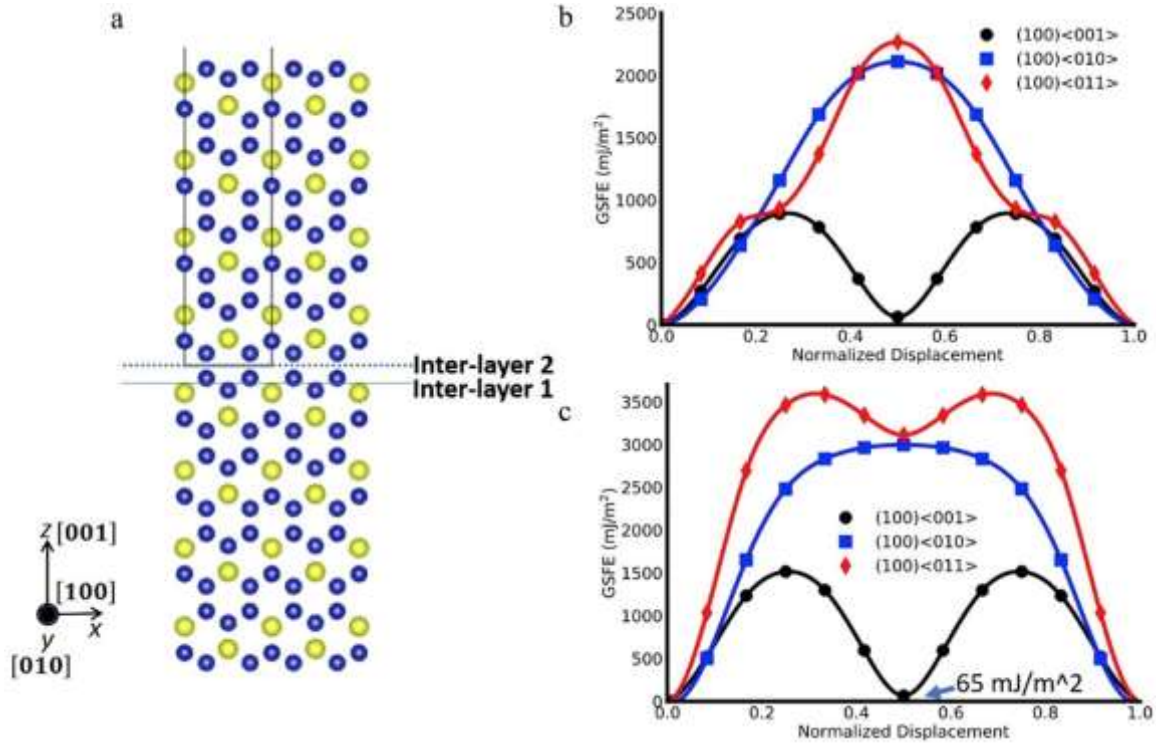 a
Inter-layer 2
Inter-layer 1
z [001]
[100]
x
y
[010]
b
2500
2000
1500
1000
500
0
GSFE (mJ/m²)
(100)<001>
(100)<010>
(100)<011>
0.0 0.2 0.4 0.6 0.8 1.0
Normalized Displacement
c
3500
3000
2500
2000
1500
1000
500
0
GSFE (mJ/m²)
(100)<001>
(100)<010>
(100)<011>
65 mJ/m^2
0.0 0.2 0.4 0.6 0.8 1.0
Normalized Displacement